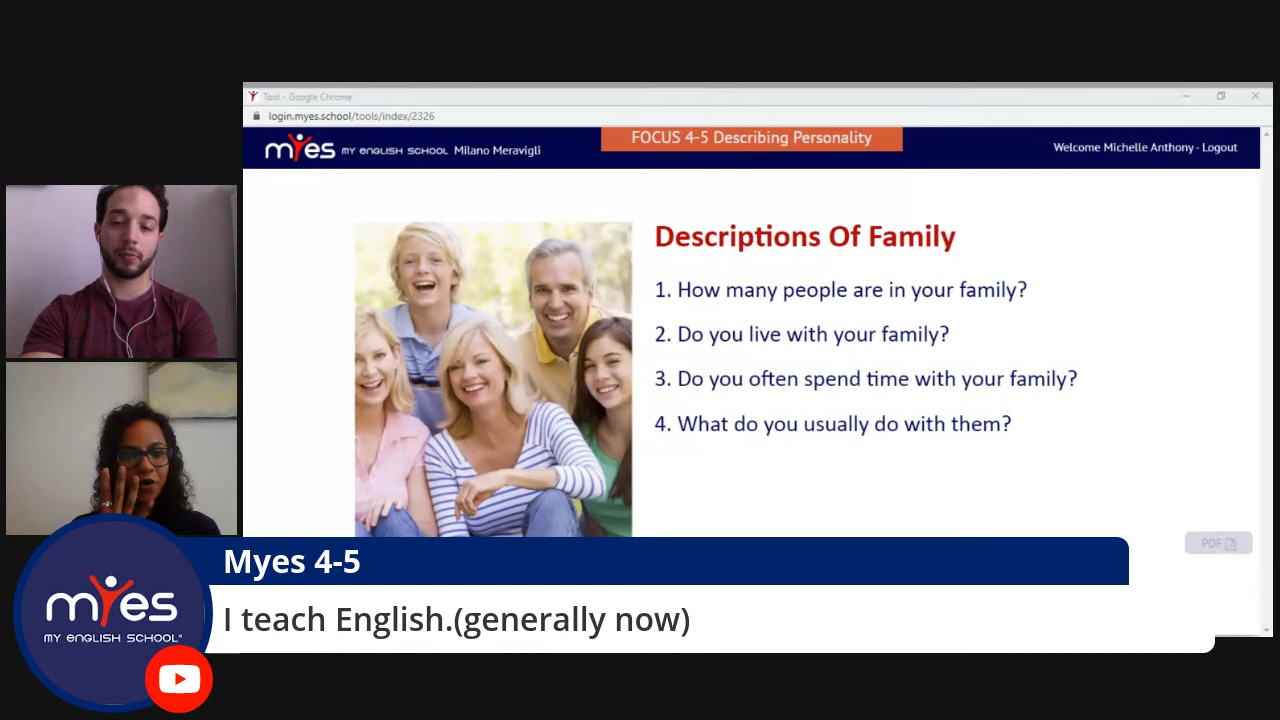 Tool - Google Chrome
login.myes.school/tools/index/2326
myes MY ENGLISH SCHOOL Milano Meravigli
FOCUS 4-5 Describing Personality
Welcome Michelle Anthony - Logout
Descriptions Of Family
1. How many people are in your family?
2. Do you live with your family?
3. Do you often spend time with your family?
4. What do you usually do with them?
PDF
Myes 4-5
I teach English.(generally now)
myes
MY ENGLISH SCHOOL